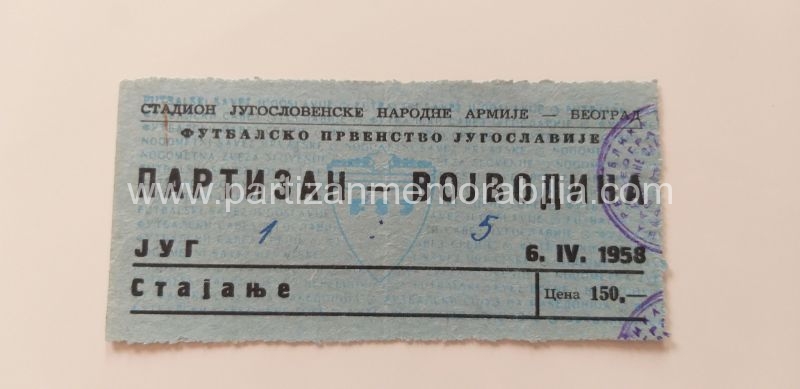 СТАДИОН ЈУГОСЛОВЕНСКЕ НАРОДНЕ АРМИЈЕ — БЕОГРАД
ФУТБАЛСКО ПРВЕНСТВО ЈУГОСЛАВИЈЕ
ПАРТИЗАН — ВОЈВОДИНА
www.partizanmemorabilia.com
1 : 5
ЈУГ 6. IV. 1958
Стајање Цена 150.—